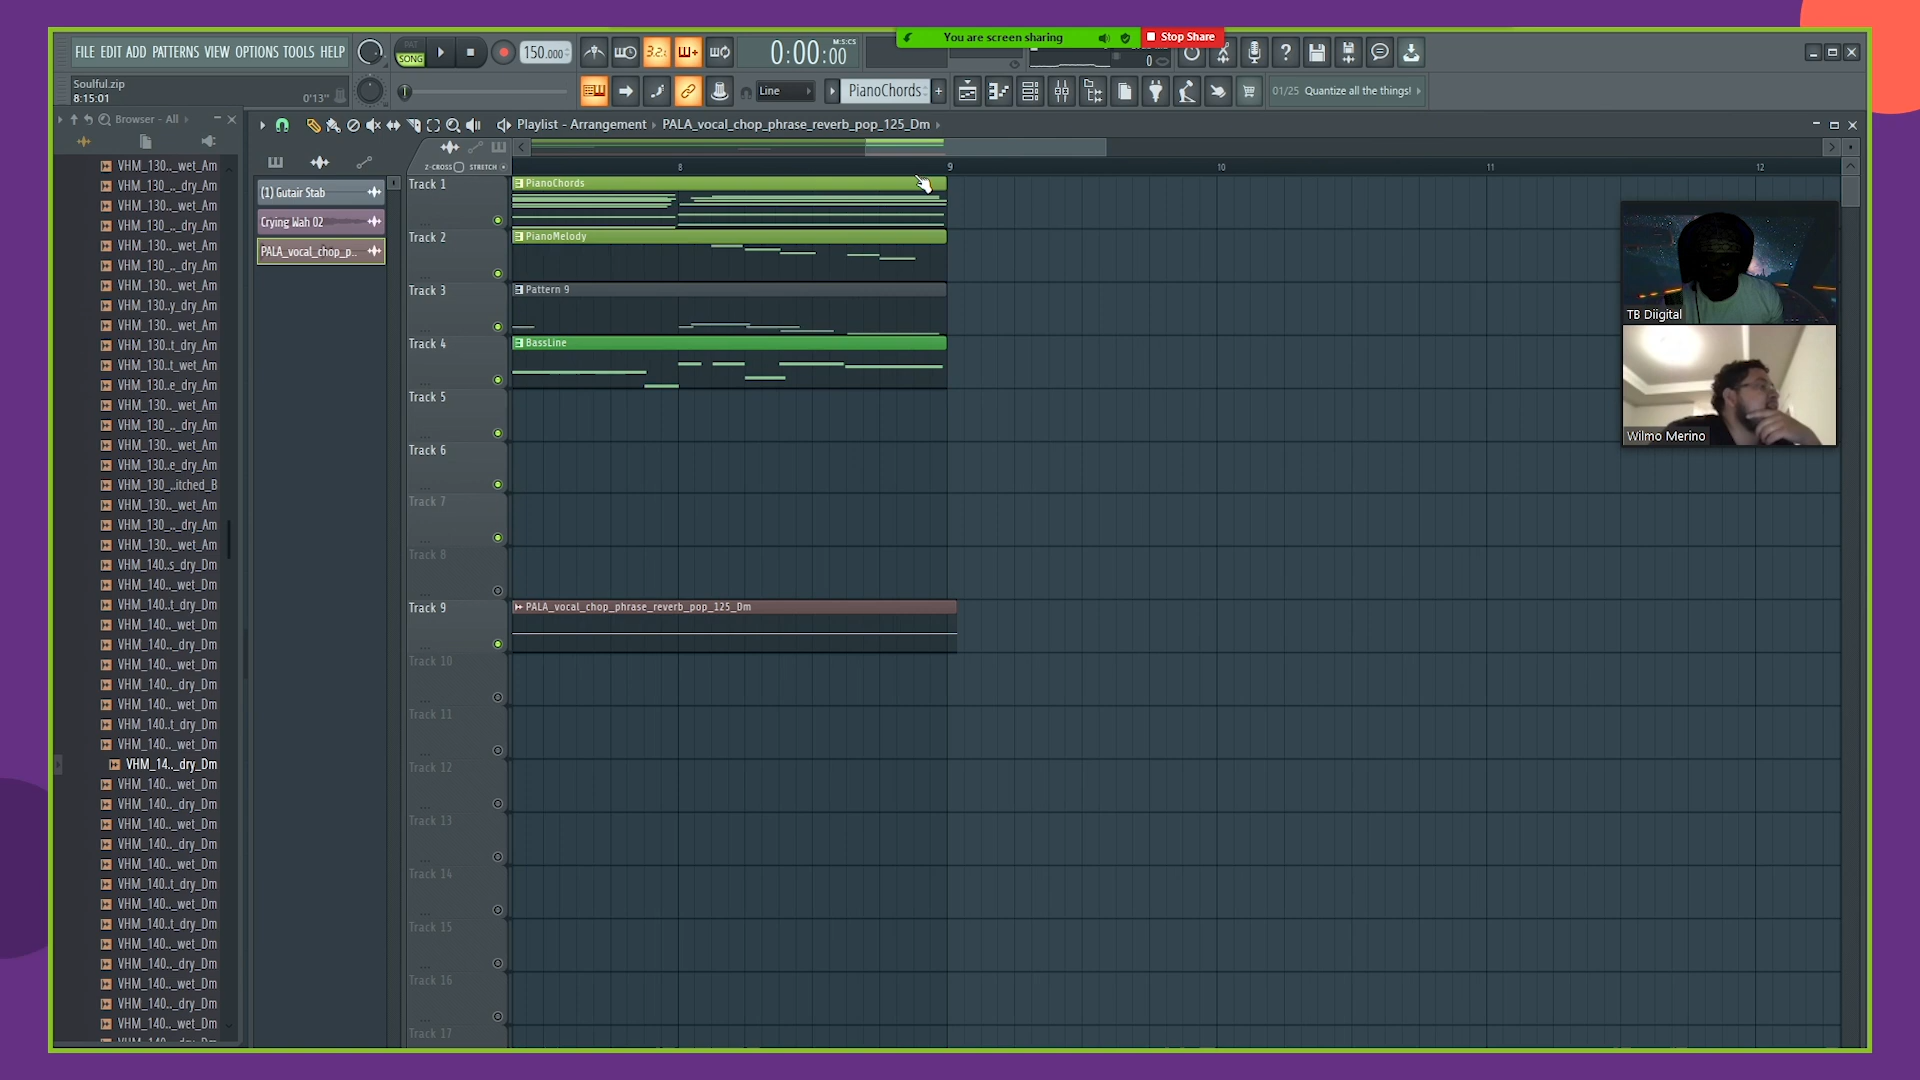 FILE EDIT ADD PATTERNS VIEW OPTIONS TOOLS HELP
PAT
SONG
150.000
3.2:
0:00:00
M:S:CS
You are screen sharing
Stop Share
0
Soulful.zip
8:15:01
0'13"
Line
PianoChords
01/25 Quantize all the things!
Browser - All
Playlist - Arrangement PALA_vocal_chop_phrase_reverb_pop_125_Dm
Z-CROSS STRETCH
8
9
10
11
12
(1) Gutair Stab
Crying Wah 02
PALA_vocal_chop_p..
VHM_130.._wet_Am
VHM_130_.._dry_Am
VHM_130.._wet_Am
VHM_130_.._dry_Am
VHM_130.._wet_Am
VHM_130_.._dry_Am
VHM_130.._wet_Am
VHM_130..y_dry_Am
VHM_130.._wet_Am
VHM_130..t_dry_Am
VHM_130..t_wet_Am
VHM_130..e_dry_Am
VHM_130.._wet_Am
VHM_130_.._dry_Am
VHM_130.._wet_Am
VHM_130..e_dry_Am
VHM_130_..itched_B
VHM_130.._wet_Am
VHM_130_.._dry_Am
VHM_130.._wet_Am
VHM_140..s_dry_Dm
VHM_140.._wet_Dm
VHM_140..t_dry_Dm
VHM_140.._wet_Dm
VHM_140.._dry_Dm
VHM_140.._wet_Dm
VHM_140.._dry_Dm
VHM_140.._wet_Dm
VHM_140..t_dry_Dm
VHM_140.._wet_Dm
VHM_14.._dry_Dm
VHM_140.._wet_Dm
VHM_140.._dry_Dm
VHM_140.._wet_Dm
VHM_140.._dry_Dm
VHM_140.._wet_Dm
VHM_140..t_dry_Dm
VHM_140.._wet_Dm
VHM_140..t_dry_Dm
VHM_140.._wet_Dm
VHM_140.._dry_Dm
VHM_140.._wet_Dm
VHM_140.._dry_Dm
VHM_140.._wet_Dm
Track 1
PianoChords
Track 2
PianoMelody
Track 3
Pattern 9
Track 4
BassLine
Track 5
Track 6
Track 7
Track 8
Track 9
PALA_vocal_chop_phrase_reverb_pop_125_Dm
Track 10
Track 11
Track 12
Track 13
Track 14
Track 15
Track 16
Track 17
TB Diigital
Wilmo Merino